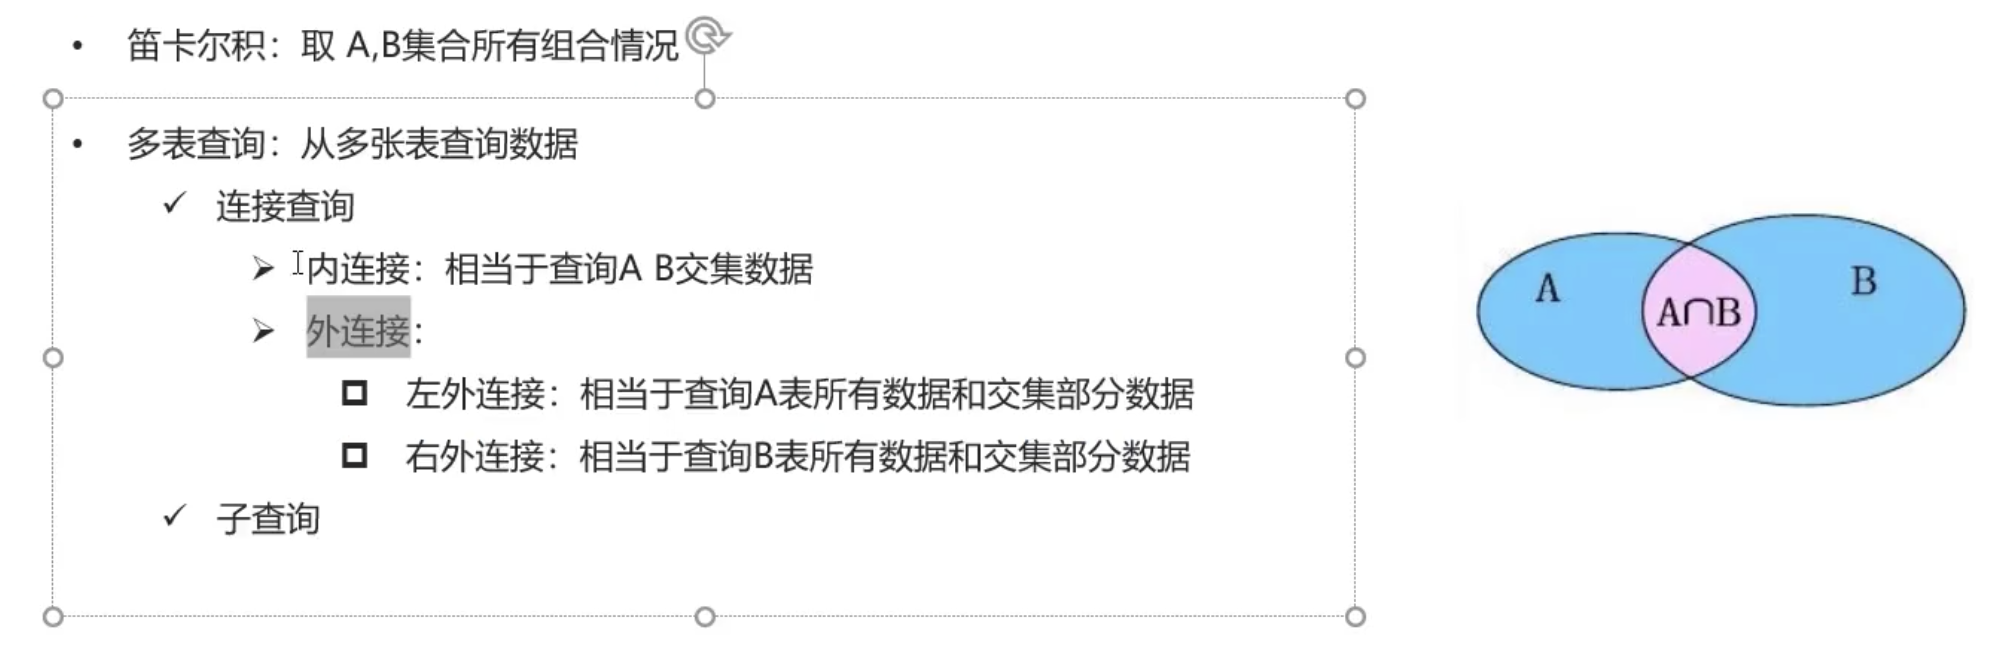 • 笛卡尔积：取 A,B集合所有组合情况
• 多表查询：从多张表查询数据
✓ 连接查询
➢ 内连接：相当于查询A B交集数据
➢ 外连接：
左外连接：相当于查询A表所有数据和交集部分数据
右外连接：相当于查询B表所有数据和交集部分数据
✓ 子查询
A
A∩B
B